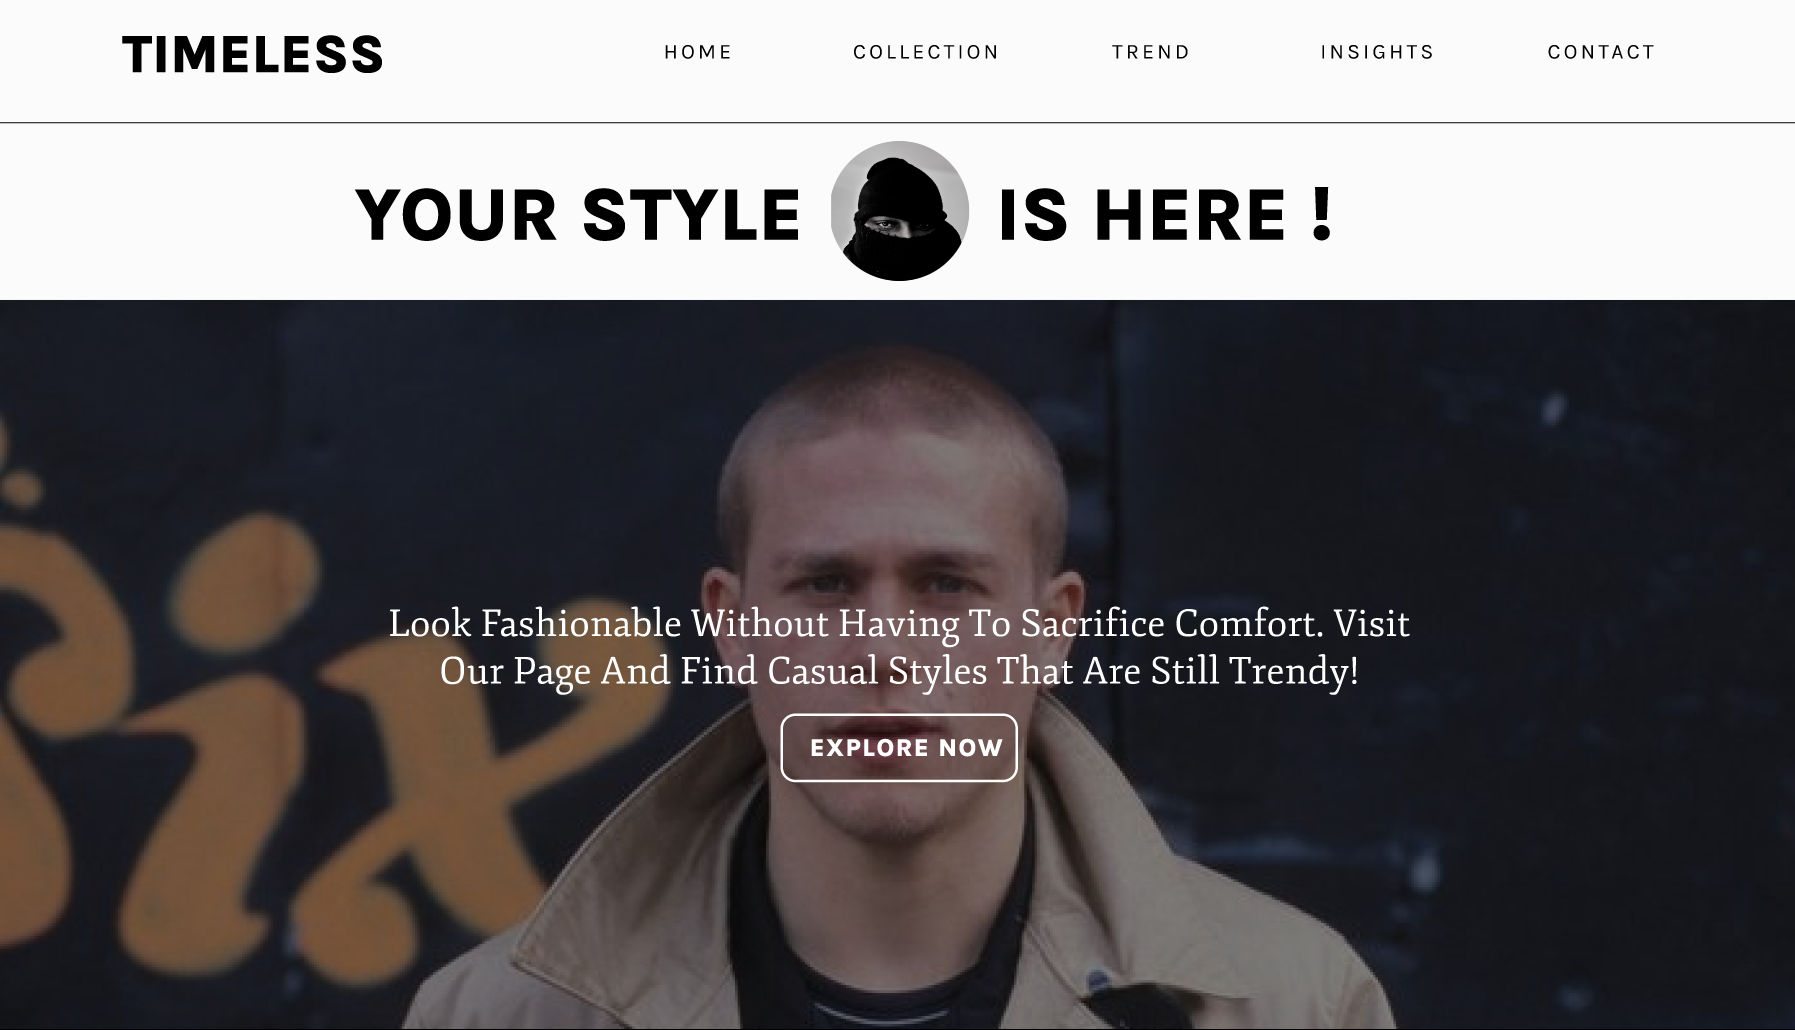 TIMELESS
HOME COLLECTION TREND INSIGHTS CONTACT
YOUR STYLE IS HERE !
ix
Look Fashionable Without Having To Sacrifice Comfort. Visit
Our Page And Find Casual Styles That Are Still Trendy!
EXPLORE NOW